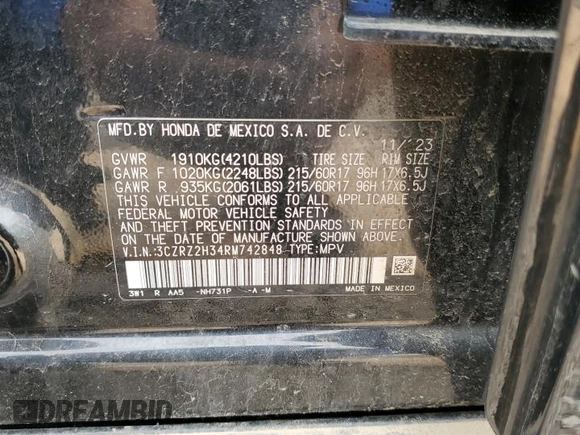 MFD.BY HONDA DE MEXICO S.A. DE C.V. 11/'23
GVWR 1910KG(4210LBS) TIRE SIZE RIM SIZE
GAWR F 1020KG(2248LBS) 215/60R17 96H 17X6.5J
GAWR R 935KG(2061LBS) 215/60R17 96H 17X6.5J
THIS VEHICLE CONFORMS TO ALL APPLICABLE
FEDERAL MOTOR VEHICLE SAFETY
AND THEFT PREVENTION STANDARDS IN EFFECT
ON THE DATE OF MANUFACTURE SHOWN ABOVE.
V.I.N.:3CZRZ2H34RM742848 TYPE:MPV
3W1 R AA5 -NH731P -A-M- MADE IN MEXICO
DREAMBID